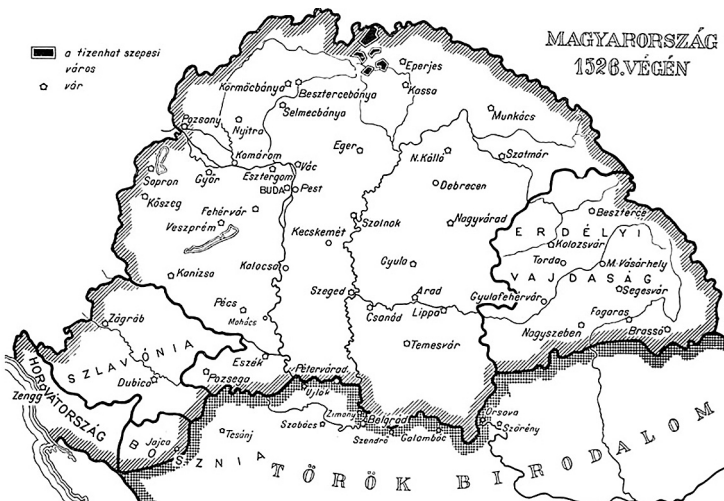 MAGYARORSZÁG
1526. VÉGÉN
a tizenhat szepesi
város
vár
Eperjes
Kassa
Körmöcbánya
Besztercebánya
Selmecbánya
Munkács
Pozsony
Nyitra
Eger
N.Kálló
Szatmár
Komárom
Vác
Sopron
Győr
Esztergom
BUDA
Pest
Debrecen
Kőszeg
Fehérvár
Szolnok
Nagyvárad
Beszterce
Veszprém
Kecskemét
ERDÉLYI
Kolozsvár
Torda
M.Vásárhely
Kanizsa
Kalocsa
Gyula
VAJDASÁG
Segesvár
Szeged
Arad
Gyulafehérvár
Pécs
Mohács
Csanád
Lippa
Fogaras
Zágráb
Nagyszeben
Brassó
Temesvár
SZLAVÓNIA
Eszék
Dubica
Pozsega
Pétervárad
Ujlak
HORVÁTORSZÁG
Zengg
Zimony
Belgrád
Orsova
Szabács
Szörény
Szendrő
Galambóc
Jajca
Tesánj
BOSZNIA
TÖRÖK BIRODALOM